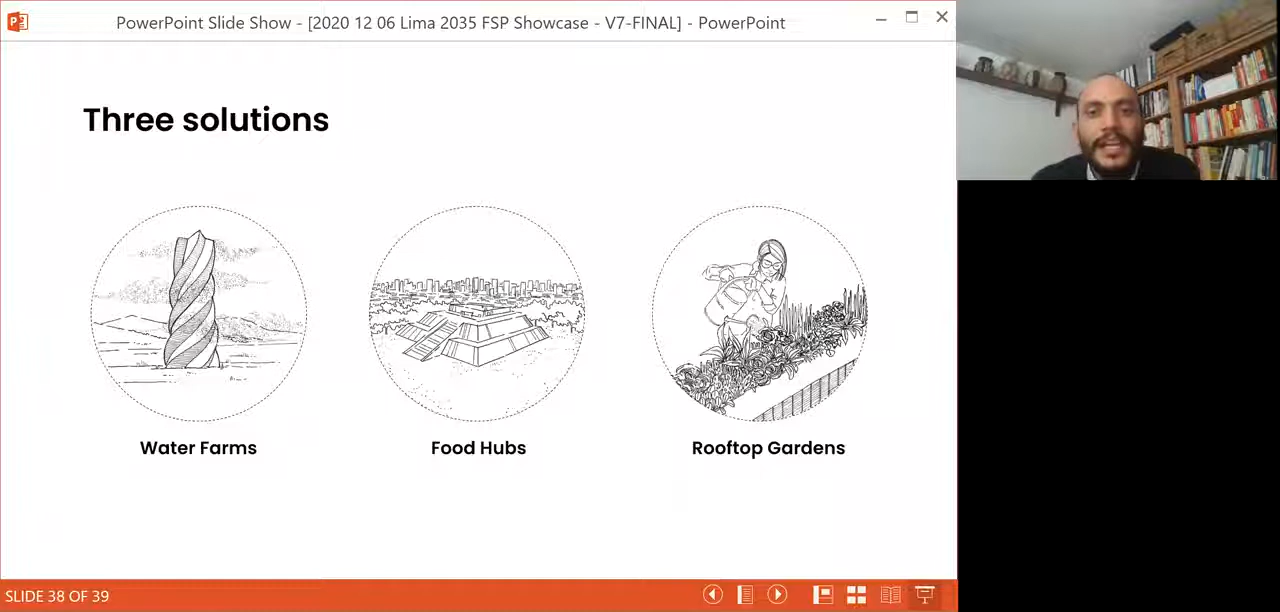 PowerPoint Slide Show - [2020 12 06 Lima 2035 FSP Showcase - V7-FINAL] - PowerPoint
Three solutions
Water Farms
Food Hubs
Rooftop Gardens
SLIDE 38 OF 39